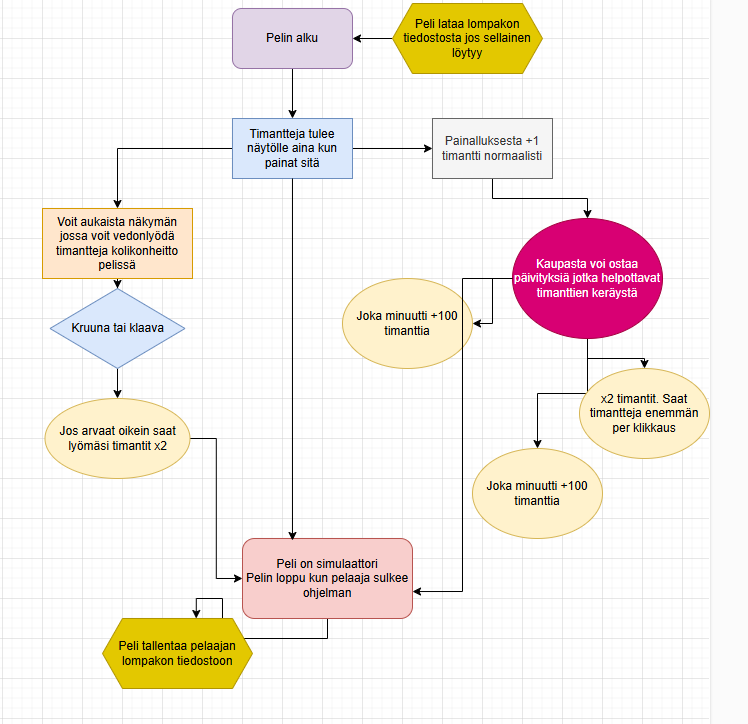 Pelin alku
Peli lataa lompakon
tiedostosta jos sellainen
löytyy
Timantteja tulee
näytölle aina kun
painat sitä
Painalluksesta +1
timantti normaalisti
Voit aukaista näkymän
jossa voit vedonlyödä
timantteja kolikonheitto
pelissä
Kaupasta voi ostaa
päivityksiä jotka helpottavat
timanttien keräystä
Kruuna tai klaava
Joka minuutti +100
timanttia
x2 timantit. Saat
timantteja enemmän
per klikkaus
Jos arvaat oikein saat
lyömäsi timantit x2
Joka minuutti +100
timanttia
Peli on simulaattori
Pelin loppu kun pelaaja sulkee
ohjelman
Peli tallentaa pelaajan
lompakon tiedostoon